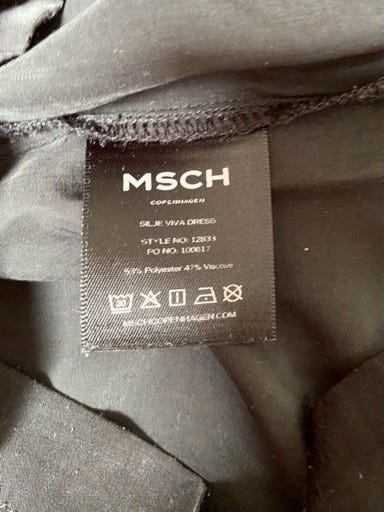 MSCH
COPENHAGEN
SILJE VIVA DRESS
STYLE NO: 12833
PO NO: 100617
53% Polyester 47% Viscose
MSCHCOPENHAGEN.COM